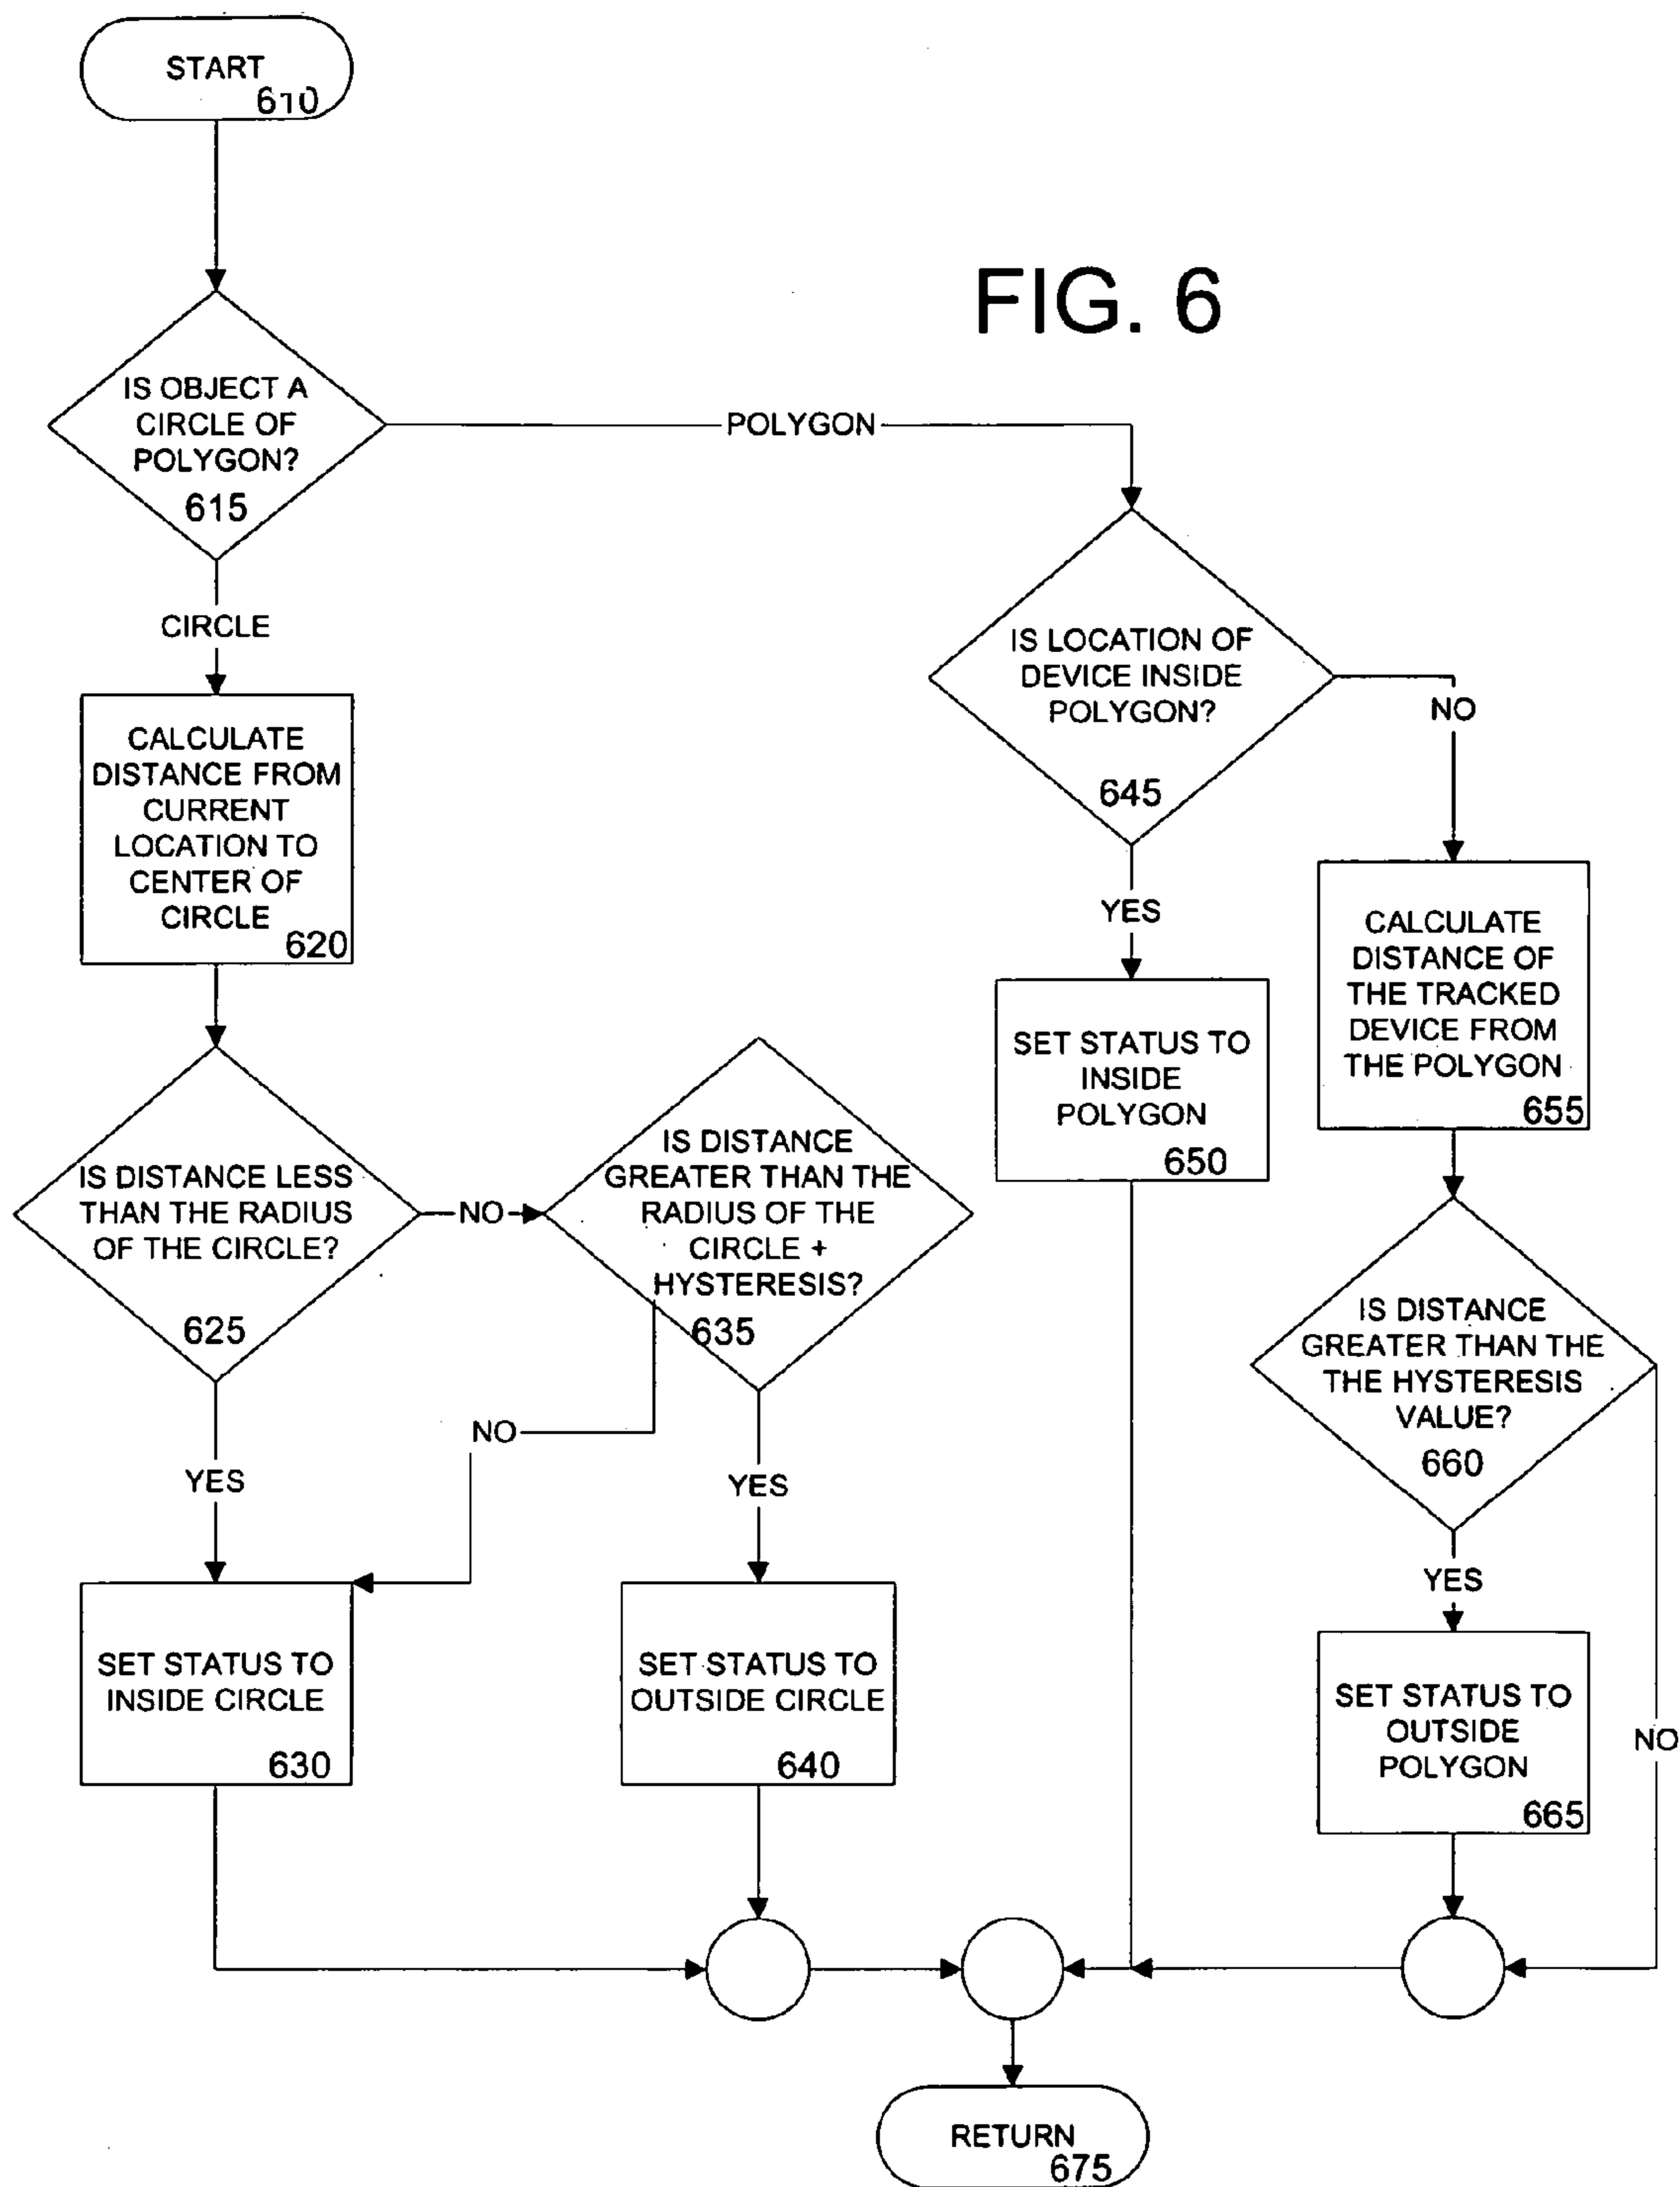 START
610
FIG. 6
IS OBJECT A
CIRCLE OF
POLYGON?
615
POLYGON
CIRCLE
IS LOCATION OF
DEVICE INSIDE
POLYGON?
645
NO
YES
CALCULATE
DISTANCE FROM
CURRENT
LOCATION TO
CENTER OF
CIRCLE
620
CALCULATE
DISTANCE OF
THE TRACKED
DEVICE FROM
THE POLYGON
655
SET STATUS TO
INSIDE
POLYGON
650
IS DISTANCE LESS
THAN THE RADIUS
OF THE CIRCLE?
625
NO
IS DISTANCE
GREATER THAN THE
RADIUS OF THE
CIRCLE +
HYSTERESIS?
635
IS DISTANCE
GREATER THAN THE
THE HYSTERESIS
VALUE?
660
NO
YES
YES
YES
NO
SET STATUS TO
INSIDE CIRCLE
630
SET STATUS TO
OUTSIDE CIRCLE
640
SET STATUS TO
OUTSIDE
POLYGON
665
RETURN
675